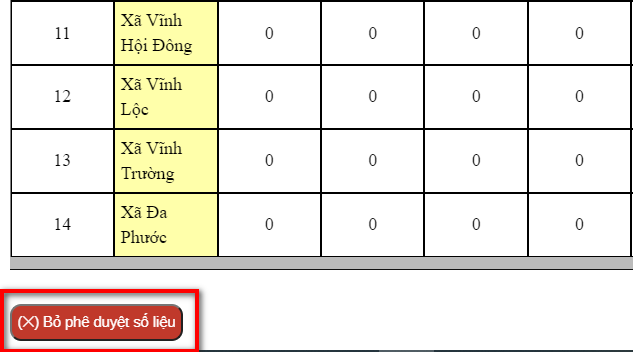 11 Xã Vĩnh Hội Đông 0 0 0 0
12 Xã Vĩnh Lộc 0 0 0 0
13 Xã Vĩnh Trường 0 0 0 0
14 Xã Đa Phước 0 0 0 0
(X) Bỏ phê duyệt số liệu